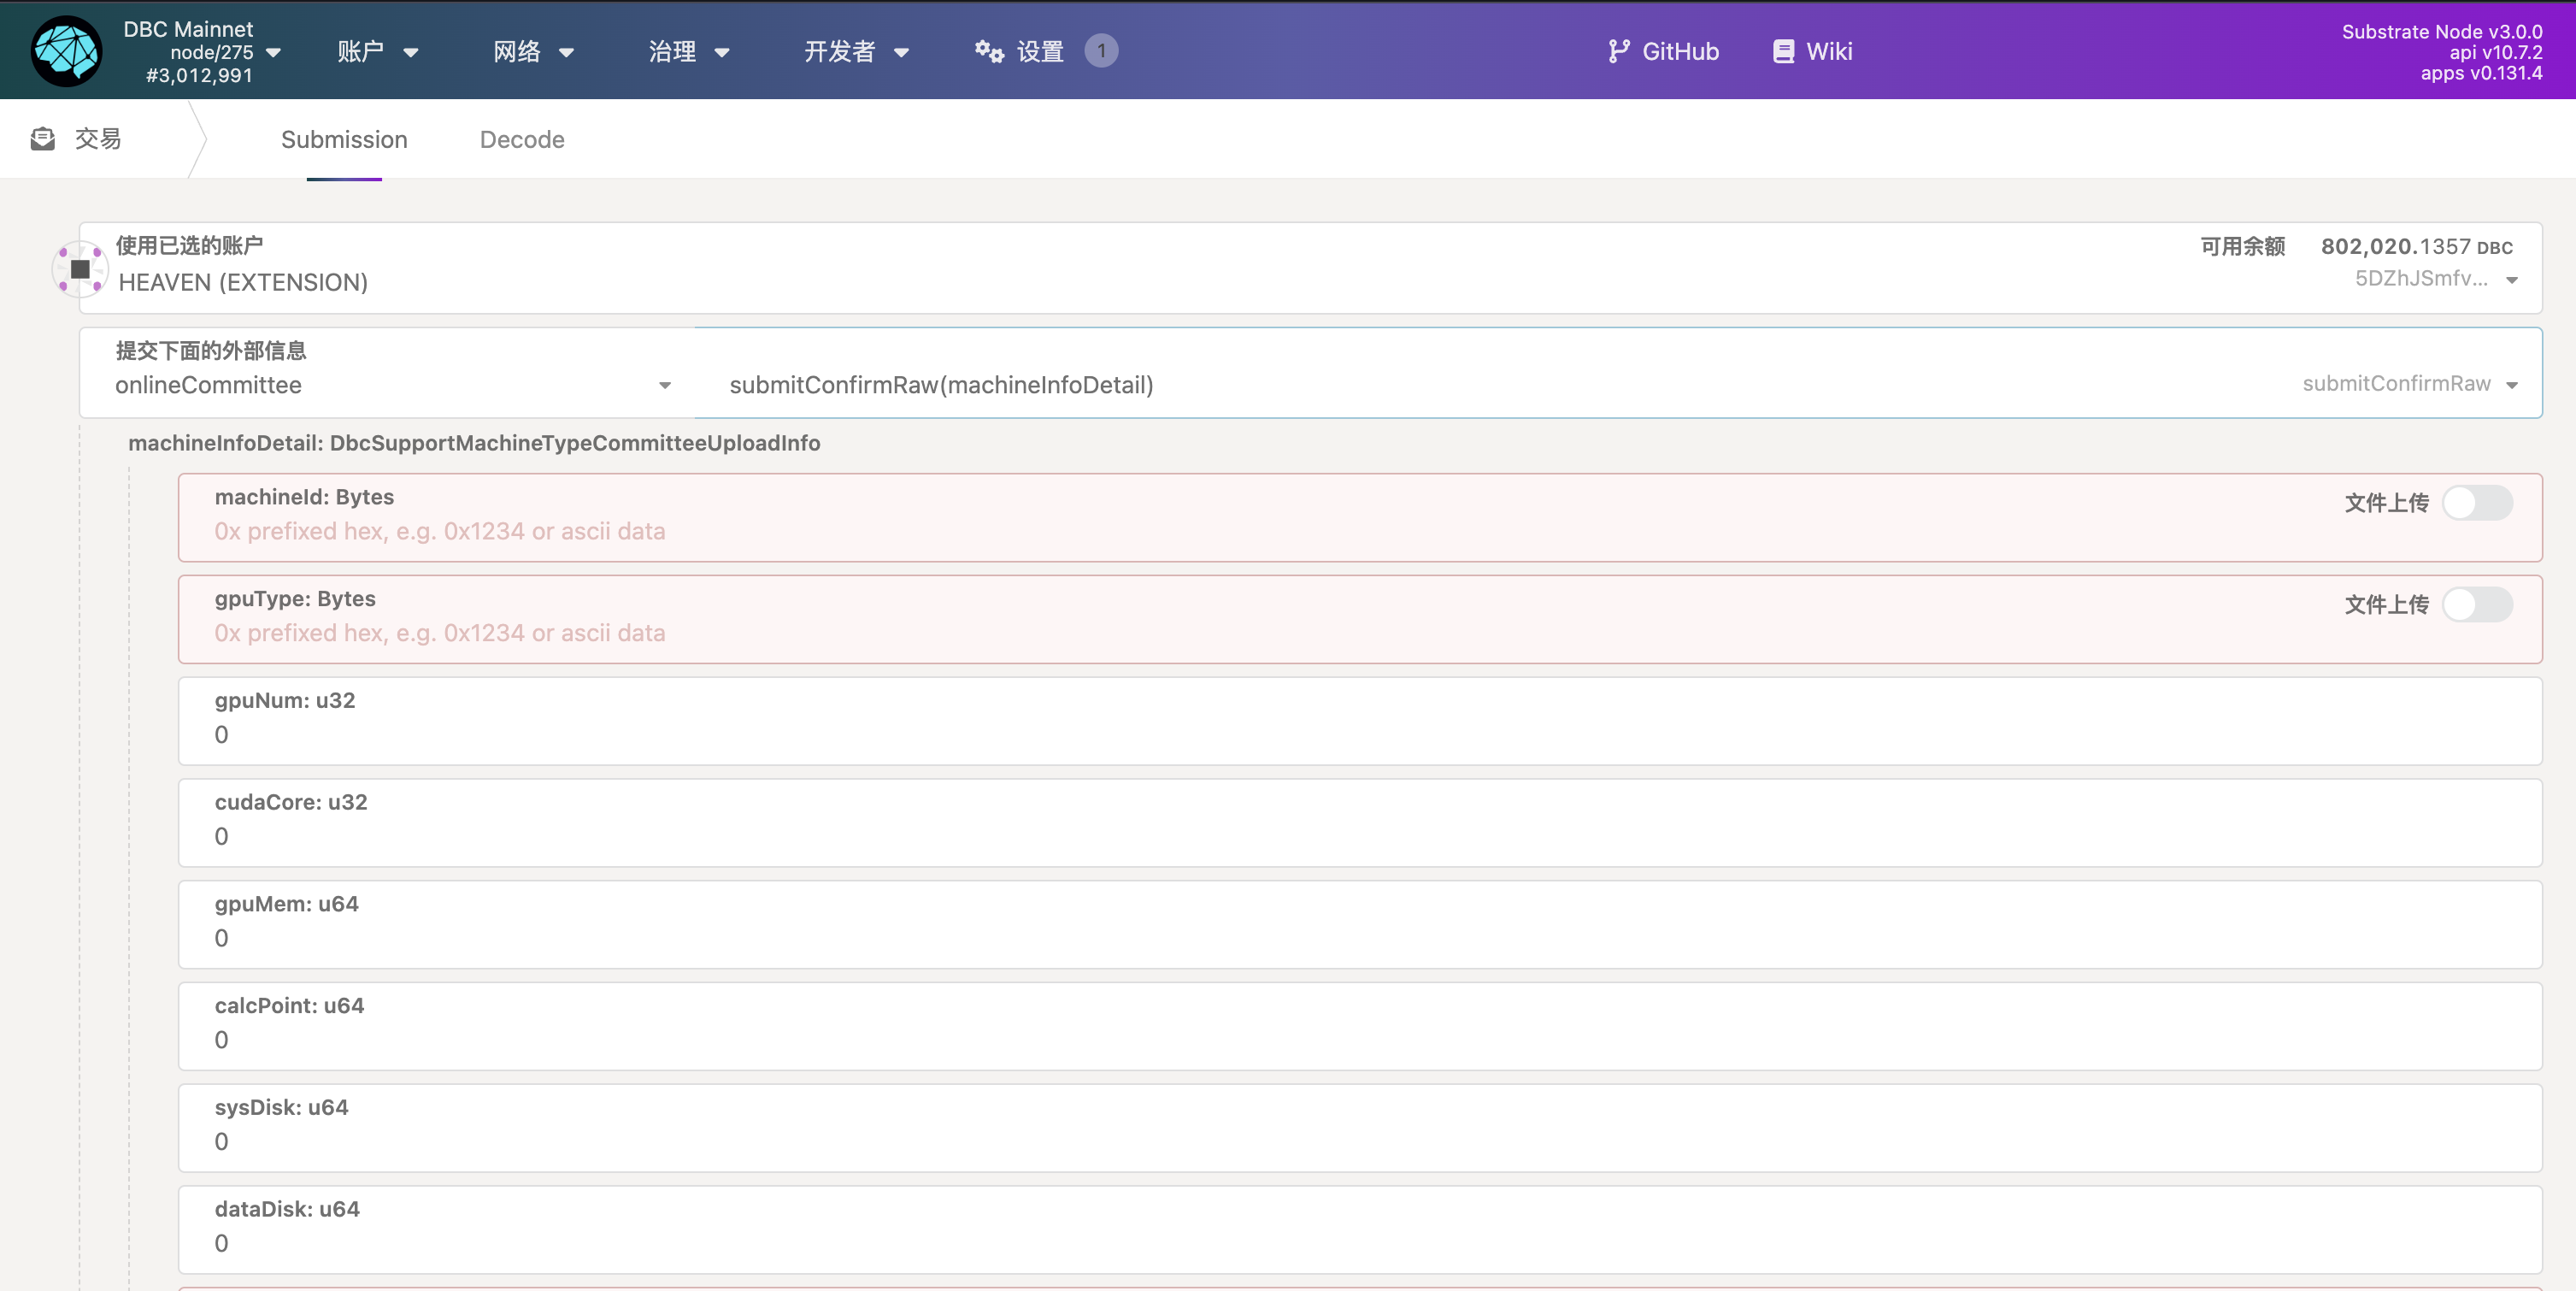 DBC Mainnet
node/275
#3,012,991
账户
网络
治理
开发者
设置
1
GitHub
Wiki
Substrate Node v3.0.0
api v10.7.2
apps v0.131.4
交易
Submission
Decode
使用已选的账户
HEAVEN (EXTENSION)
可用余额 802,020.1357 DBC
5DZhJSmfv...
提交下面的外部信息
onlineCommittee
submitConfirmRaw(machineInfoDetail)
submitConfirmRaw
machineInfoDetail: DbcSupportMachineTypeCommitteeUploadInfo
machineId: Bytes
0x prefixed hex, e.g. 0x1234 or ascii data
文件上传
gpuType: Bytes
0x prefixed hex, e.g. 0x1234 or ascii data
文件上传
gpuNum: u32
0
cudaCore: u32
0
gpuMem: u64
0
calcPoint: u64
0
sysDisk: u64
0
dataDisk: u64
0